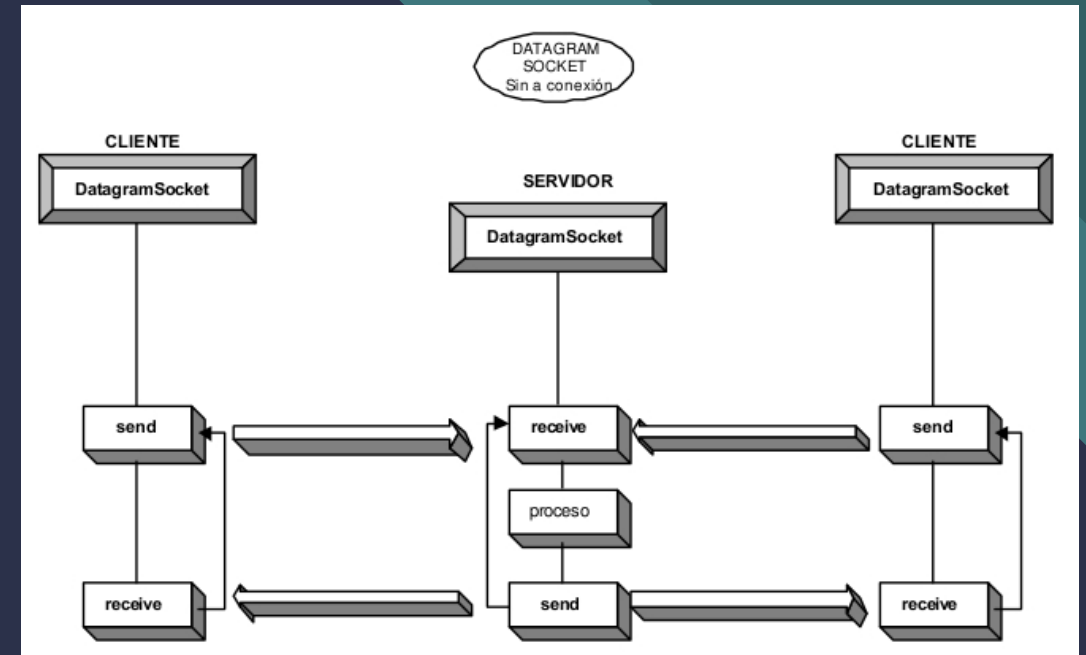 DATAGRAM
SOCKET
Sin a conexión
CLIENTE
DatagramSocket
SERVIDOR
DatagramSocket
CLIENTE
DatagramSocket
send
receive
send
proceso
receive
send
receive